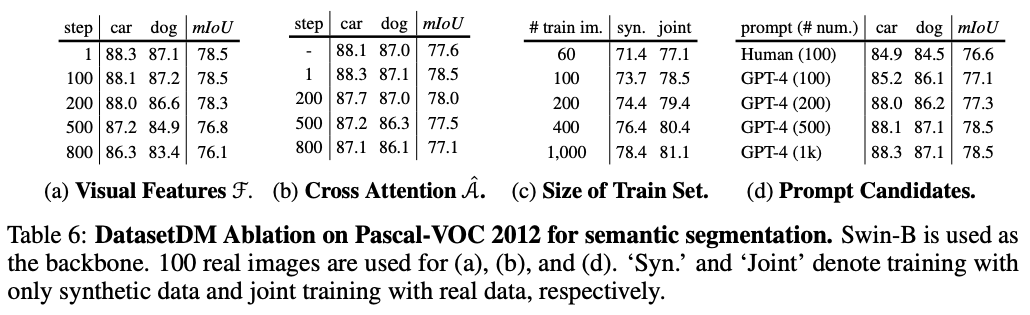 step car dog mIoU
1 88.3 87.1 78.5
100 88.1 87.2 78.5
200 88.0 86.6 78.3
500 87.2 84.9 76.8
800 86.3 83.4 76.1
(a) Visual Features ℱ.
step car dog mIoU
- 88.1 87.0 77.6
1 88.3 87.1 78.5
200 87.7 87.0 78.0
500 87.2 86.3 77.5
800 87.1 86.1 77.1
(b) Cross Attention 𝒜̂.
# train im. syn. joint
60 71.4 77.1
100 73.7 78.5
200 74.4 79.4
400 76.4 80.4
1,000 78.4 81.1
(c) Size of Train Set.
prompt (# num.) car dog mIoU
Human (100) 84.9 84.5 76.6
GPT-4 (100) 85.2 86.1 77.1
GPT-4 (200) 88.0 86.2 77.3
GPT-4 (500) 88.1 87.1 78.5
GPT-4 (1k) 88.3 87.1 78.5
(d) Prompt Candidates.
Table 6: DatasetDM Ablation on Pascal-VOC 2012 for semantic segmentation. Swin-B is used as
the backbone. 100 real images are used for (a), (b), and (d). ‘Syn.’ and ‘Joint’ denote training with
only synthetic data and joint training with real data, respectively.